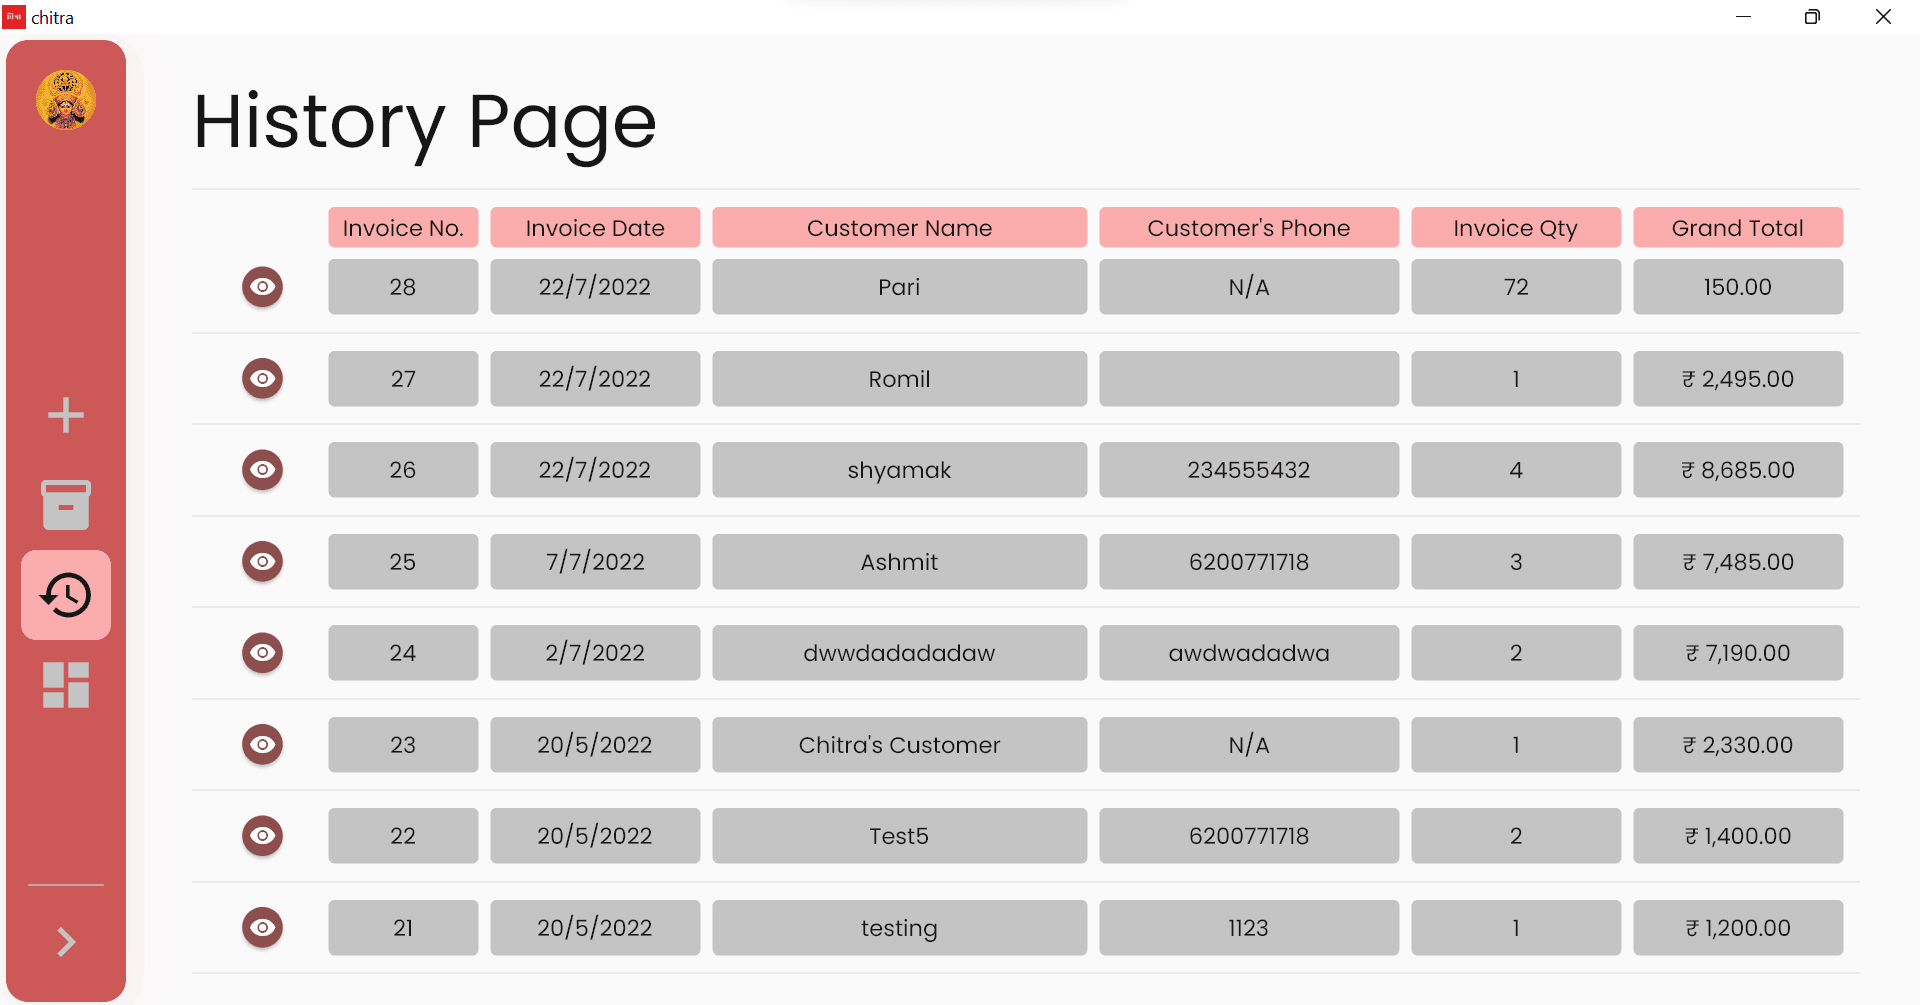 chitra
History Page
Invoice No. Invoice Date Customer Name Customer's Phone Invoice Qty Grand Total
28 22/7/2022 Pari N/A 72 150.00
27 22/7/2022 Romil 1 ₹ 2,495.00
26 22/7/2022 shyamak 234555432 4 ₹ 8,685.00
25 7/7/2022 Ashmit 6200771718 3 ₹ 7,485.00
24 2/7/2022 dwwdadadadaw awdwadadwa 2 ₹ 7,190.00
23 20/5/2022 Chitra's Customer N/A 1 ₹ 2,330.00
22 20/5/2022 Test5 6200771718 2 ₹ 1,400.00
21 20/5/2022 testing 1123 1 ₹ 1,200.00